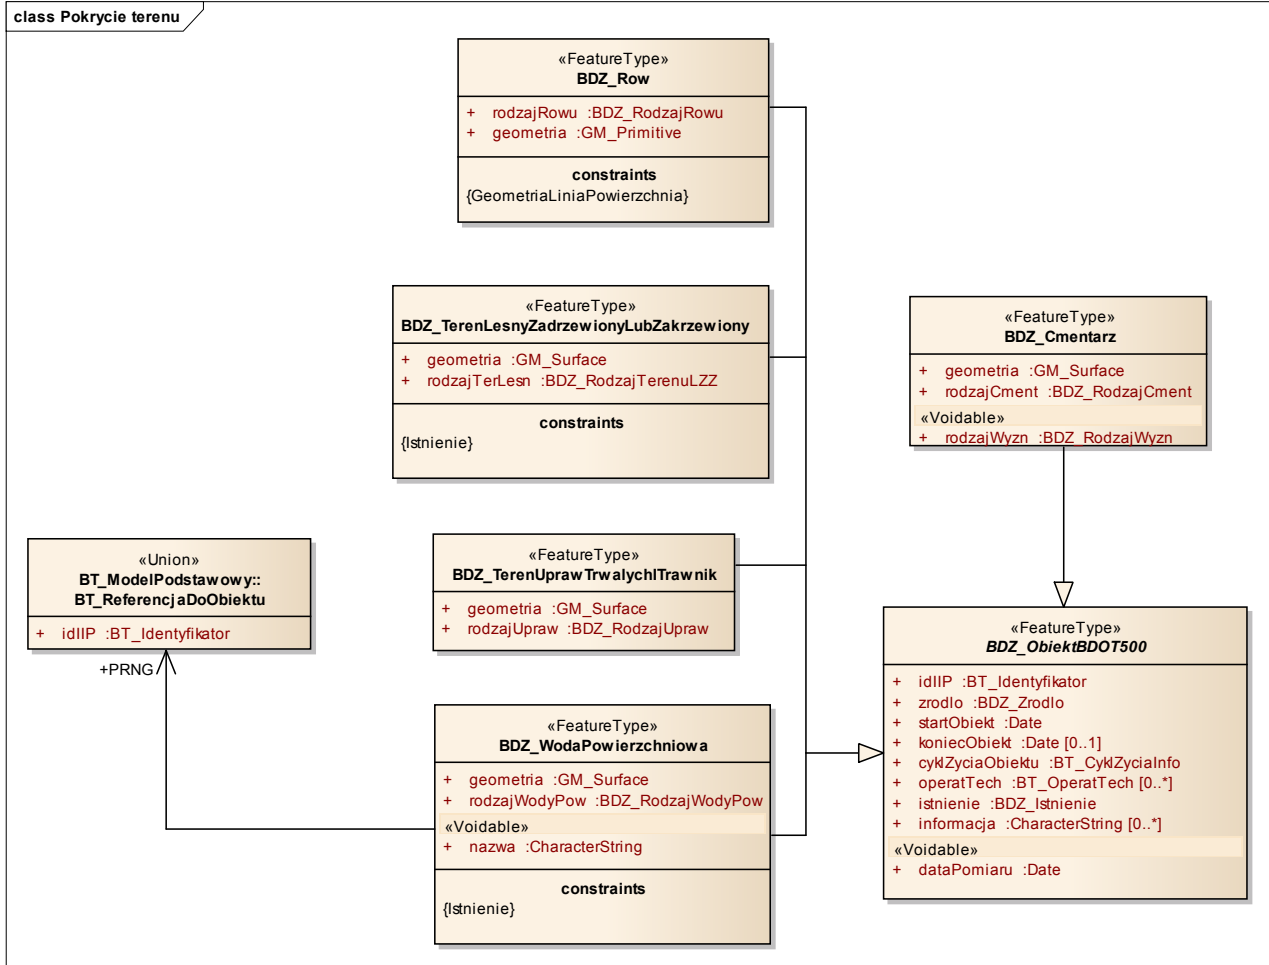 class Pokrycie terenu
«FeatureType»
BDZ_Row
+ rodzajRowu :BDZ_RodzajRowu
+ geometria :GM_Primitive
constraints
{GeometriaLiniaPowierzchnia}
«FeatureType»
BDZ_TerenLesnyZadrzewionyLubZakrzewiony
+ geometria :GM_Surface
+ rodzajTerLesn :BDZ_RodzajTerenuLZZ
constraints
{Istnienie}
«FeatureType»
BDZ_Cmentarz
+ geometria :GM_Surface
+ rodzajCment :BDZ_RodzajCment
«Voidable»
+ rodzajWyzn :BDZ_RodzajWyzn
«Union»
BT_ModelPodstawowy::
BT_ReferencjaDoObiektu
+ idIIP :BT_Identyfikator
+PRNG
«FeatureType»
BDZ_TerenUprawTrwalychITrawnik
+ geometria :GM_Surface
+ rodzajUpraw :BDZ_RodzajUpraw
«FeatureType»
BDZ_WodaPowierzchniowa
+ geometria :GM_Surface
+ rodzajWodyPow :BDZ_RodzajWodyPow
«Voidable»
+ nazwa :CharacterString
constraints
{Istnienie}
«FeatureType»
BDZ_ObiektBDOT500
+ idIIP :BT_Identyfikator
+ zrodlo :BDZ_Zrodlo
+ startObiekt :Date
+ koniecObiekt :Date [0..1]
+ cyklZyciaObiektu :BT_CyklZyciaInfo
+ operatTech :BT_OperatTech [0..*]
+ istnienie :BDZ_Istnienie
+ informacja :CharacterString [0..*]
«Voidable»
+ dataPomiaru :Date